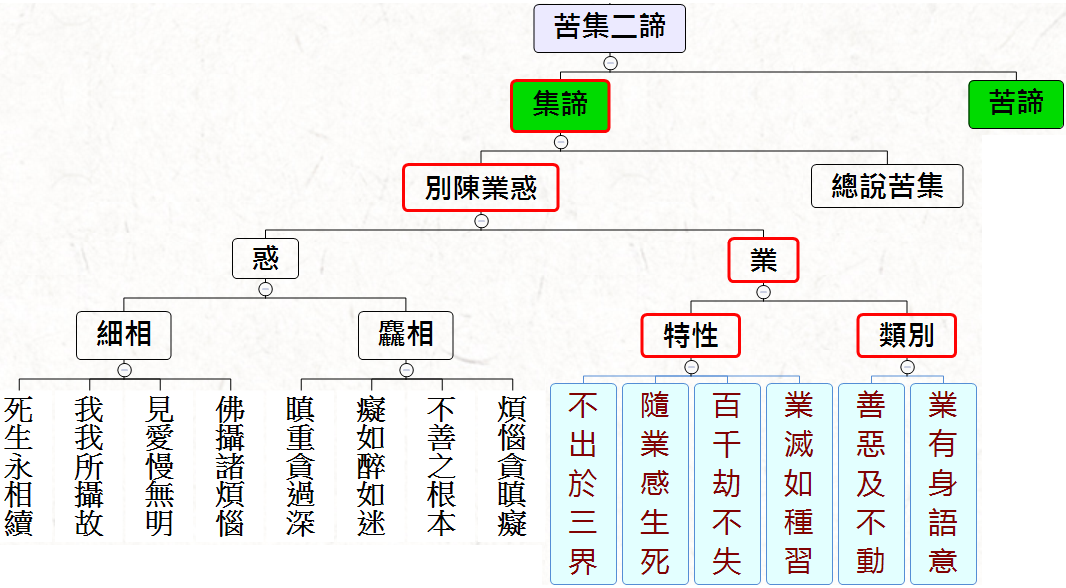 苦集二諦
集諦
苦諦
別陳業惑
總說苦集
惑
業
細相
麤相
特性
類別
業有身語意
善惡及不動
業滅如種習
百千劫不失
隨業感生死
不出於三界
煩惱貪瞋癡
不善之根本
癡如醉如迷
瞋重貪過深
佛攝諸煩惱
見愛慢無明
我我所攝故
死生永相續